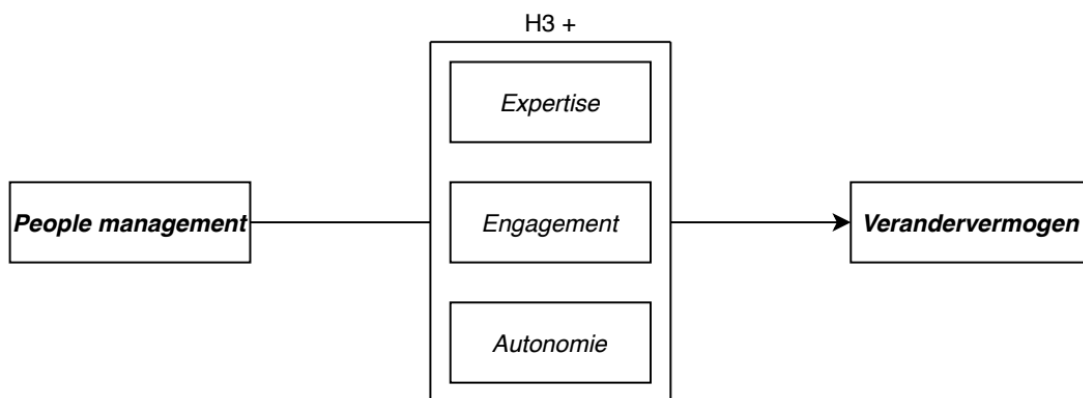 H3 +
Expertise
People management
Engagement
Verandervermogen
Autonomie